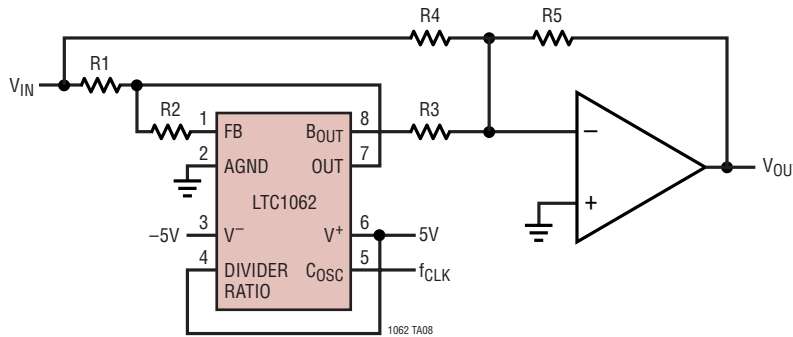 R4
R5
R1
VIN
R2
1
FB
BOUT
8
R3
2
AGND
OUT
7
LTC1062
−5V
3
V−
V+
6
5V
4
DIVIDER
RATIO
COSC
5
fCLK
−
+
VOU
1062 TA08